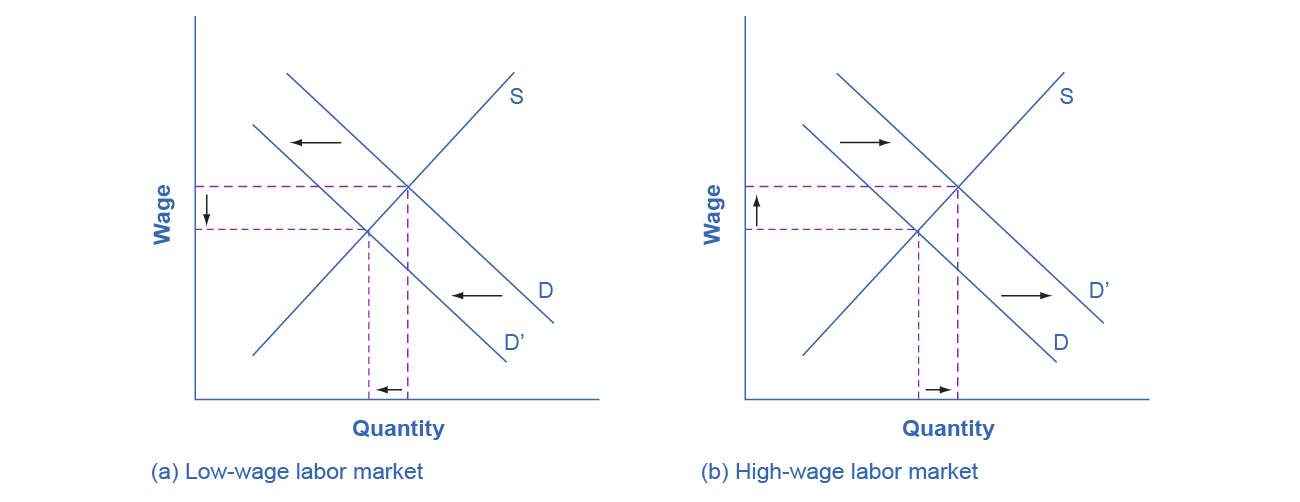 S
D
D’
Wage
Quantity
(a) Low-wage labor market
S
D’
D
Wage
Quantity
(b) High-wage labor market